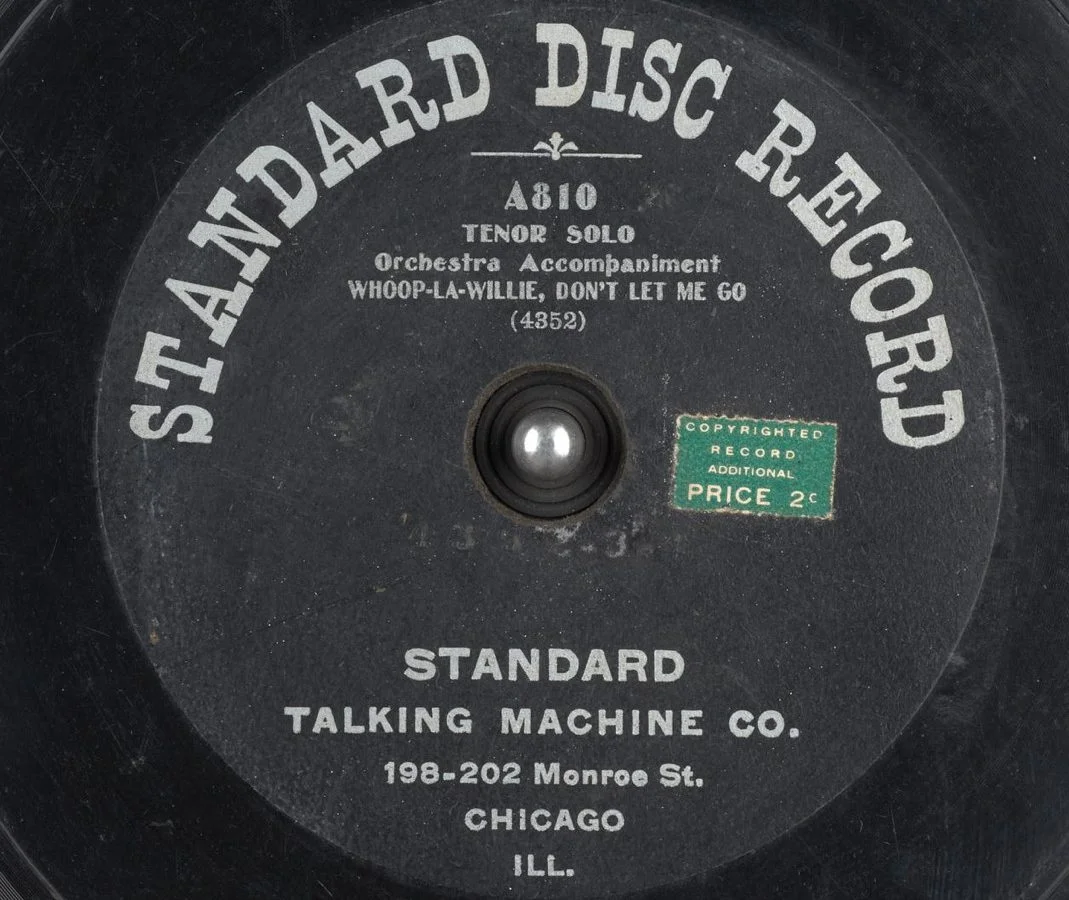 STANDARD DISC RECORD
A810
TENOR SOLO
Orchestra Accompaniment
WHOOP-LA-WILLIE, DON'T LET ME GO
(4352)
COPYRIGHTED
RECORD
ADDITIONAL
PRICE 2c
STANDARD
TALKING MACHINE CO.
198-202 Monroe St.
CHICAGO
ILL.